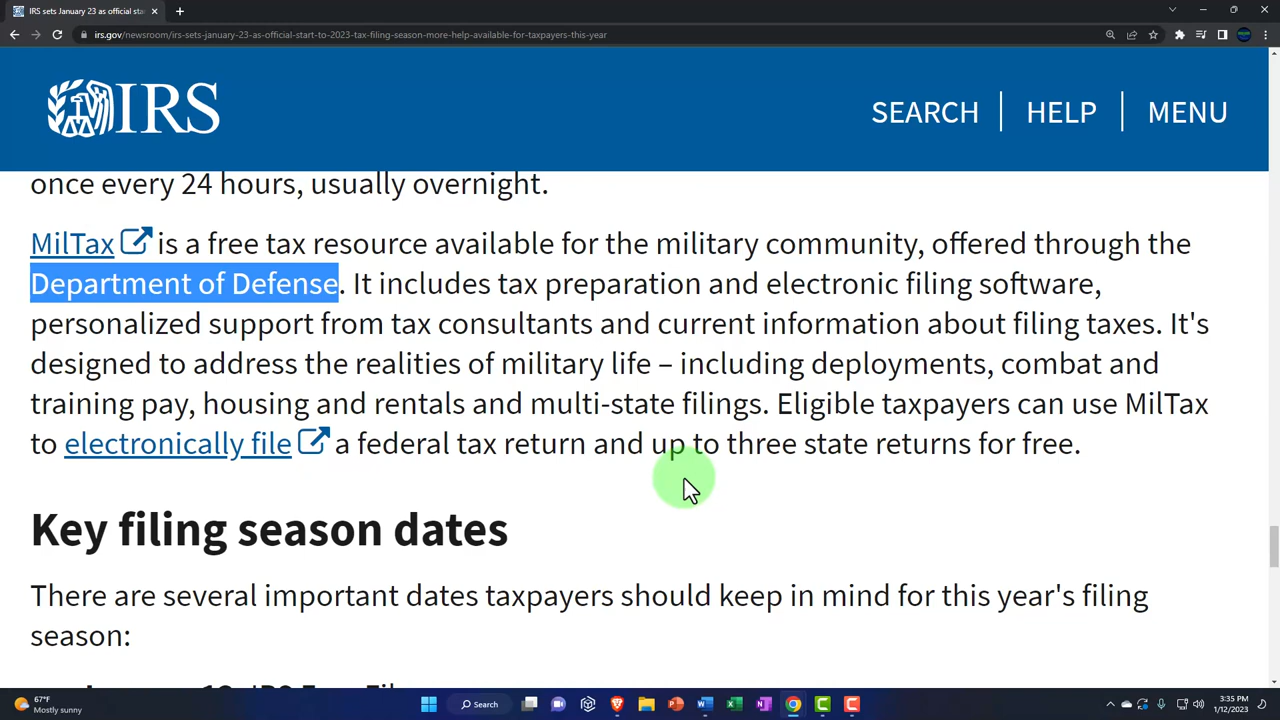 IRS sets January 23 as official sta
irs.gov/newsroom/irs-sets-january-23-as-official-start-to-2023-tax-filing-season-more-help-available-for-taxpayers-this-year
IRS
SEARCH
HELP
MENU
once every 24 hours, usually overnight.
MilTax is a free tax resource available for the military community, offered through the
Department of Defense. It includes tax preparation and electronic filing software,
personalized support from tax consultants and current information about filing taxes. It's
designed to address the realities of military life – including deployments, combat and
training pay, housing and rentals and multi-state filings. Eligible taxpayers can use MilTax
to electronically file a federal tax return and up to three state returns for free.
Key filing season dates
There are several important dates taxpayers should keep in mind for this year's filing
season:
67°F
Mostly sunny
Search
3:35 PM
1/12/2023